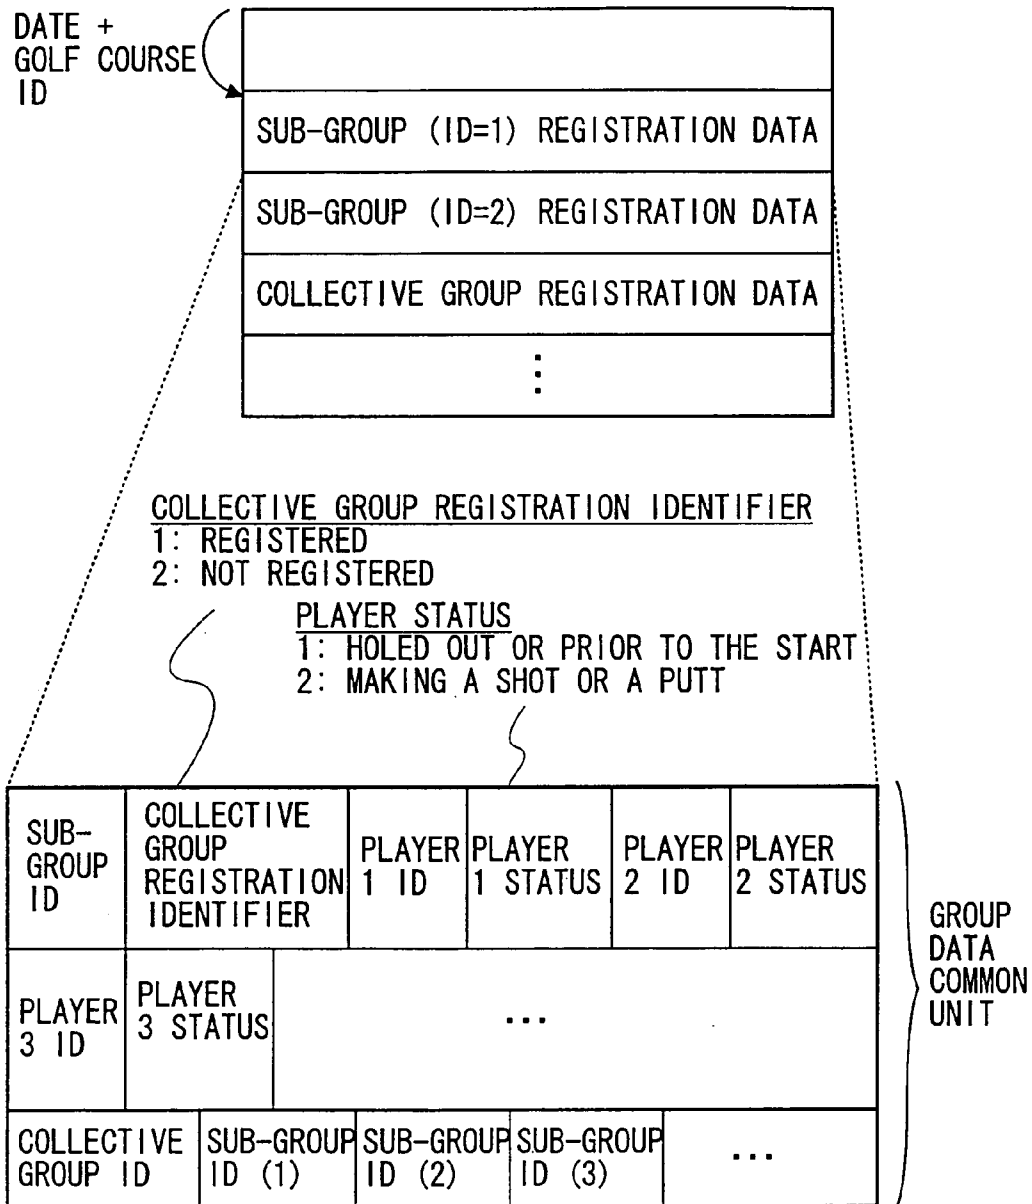 DATE +
GOLF COURSE
ID
SUB-GROUP (ID=1) REGISTRATION DATA
SUB-GROUP (ID=2) REGISTRATION DATA
COLLECTIVE GROUP REGISTRATION DATA
⋮
COLLECTIVE GROUP REGISTRATION IDENTIFIER
1: REGISTERED
2: NOT REGISTERED
PLAYER STATUS
1: HOLED OUT OR PRIOR TO THE START
2: MAKING A SHOT OR A PUTT
SUB-
GROUP
ID
COLLECTIVE
GROUP
REGISTRATION
IDENTIFIER
PLAYER
1 ID
PLAYER
1 STATUS
PLAYER
2 ID
PLAYER
2 STATUS
PLAYER
3 ID
PLAYER
3 STATUS
...
COLLECTIVE
GROUP ID
SUB-GROUP
ID (1)
SUB-GROUP
ID (2)
SUB-GROUP
ID (3)
...
GROUP
DATA
COMMON
UNIT